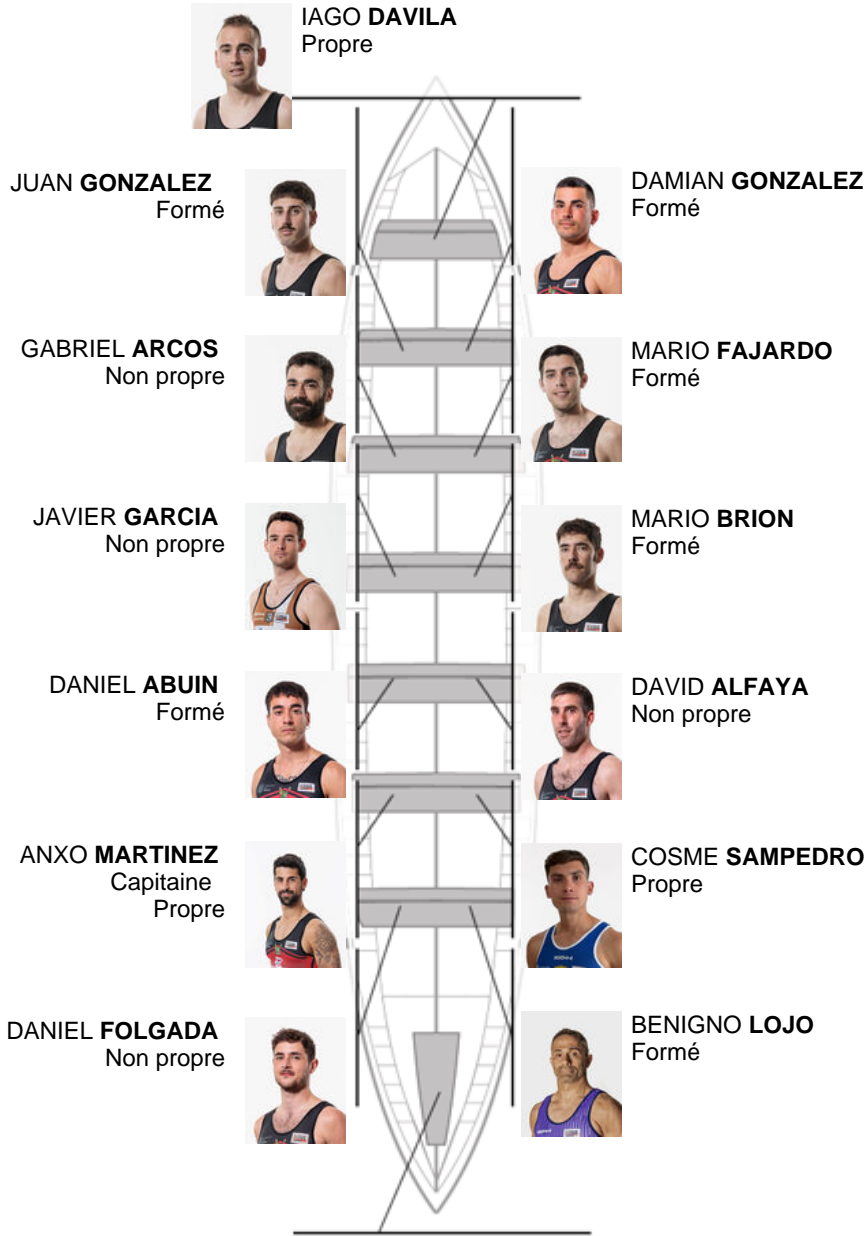 IAGO DAVILA
Propre
JUAN GONZALEZ
Formé
DAMIAN GONZALEZ
Formé
GABRIEL ARCOS
Non propre
MARIO FAJARDO
Formé
JAVIER GARCIA
Non propre
MARIO BRION
Formé
DANIEL ABUIN
Formé
DAVID ALFAYA
Non propre
ANXO MARTINEZ
Capitaine
Propre
COSME SAMPEDRO
Propre
DANIEL FOLGADA
Non propre
BENIGNO LOJO
Formé